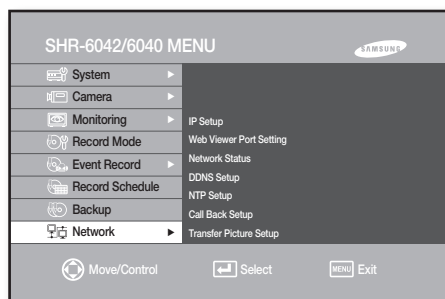 SHR-6042/6040 MENU
SAMSUNG
System
Camera
Monitoring
Record Mode
Event Record
Record Schedule
Backup
Network
IP Setup
Web Viewer Port Setting
Network Status
DDNS Setup
NTP Setup
Call Back Setup
Transfer Picture Setup
Move/Control
Select
MENU Exit